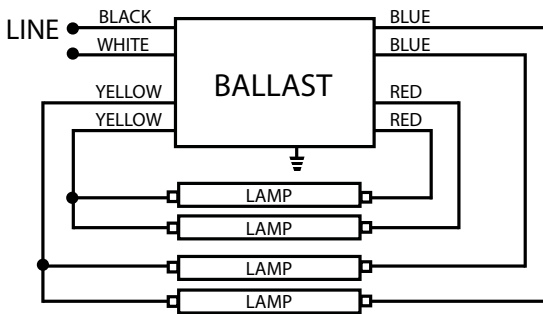 LINE
BLACK
WHITE
YELLOW
YELLOW
BALLAST
BLUE
BLUE
RED
RED
LAMP
LAMP
LAMP
LAMP